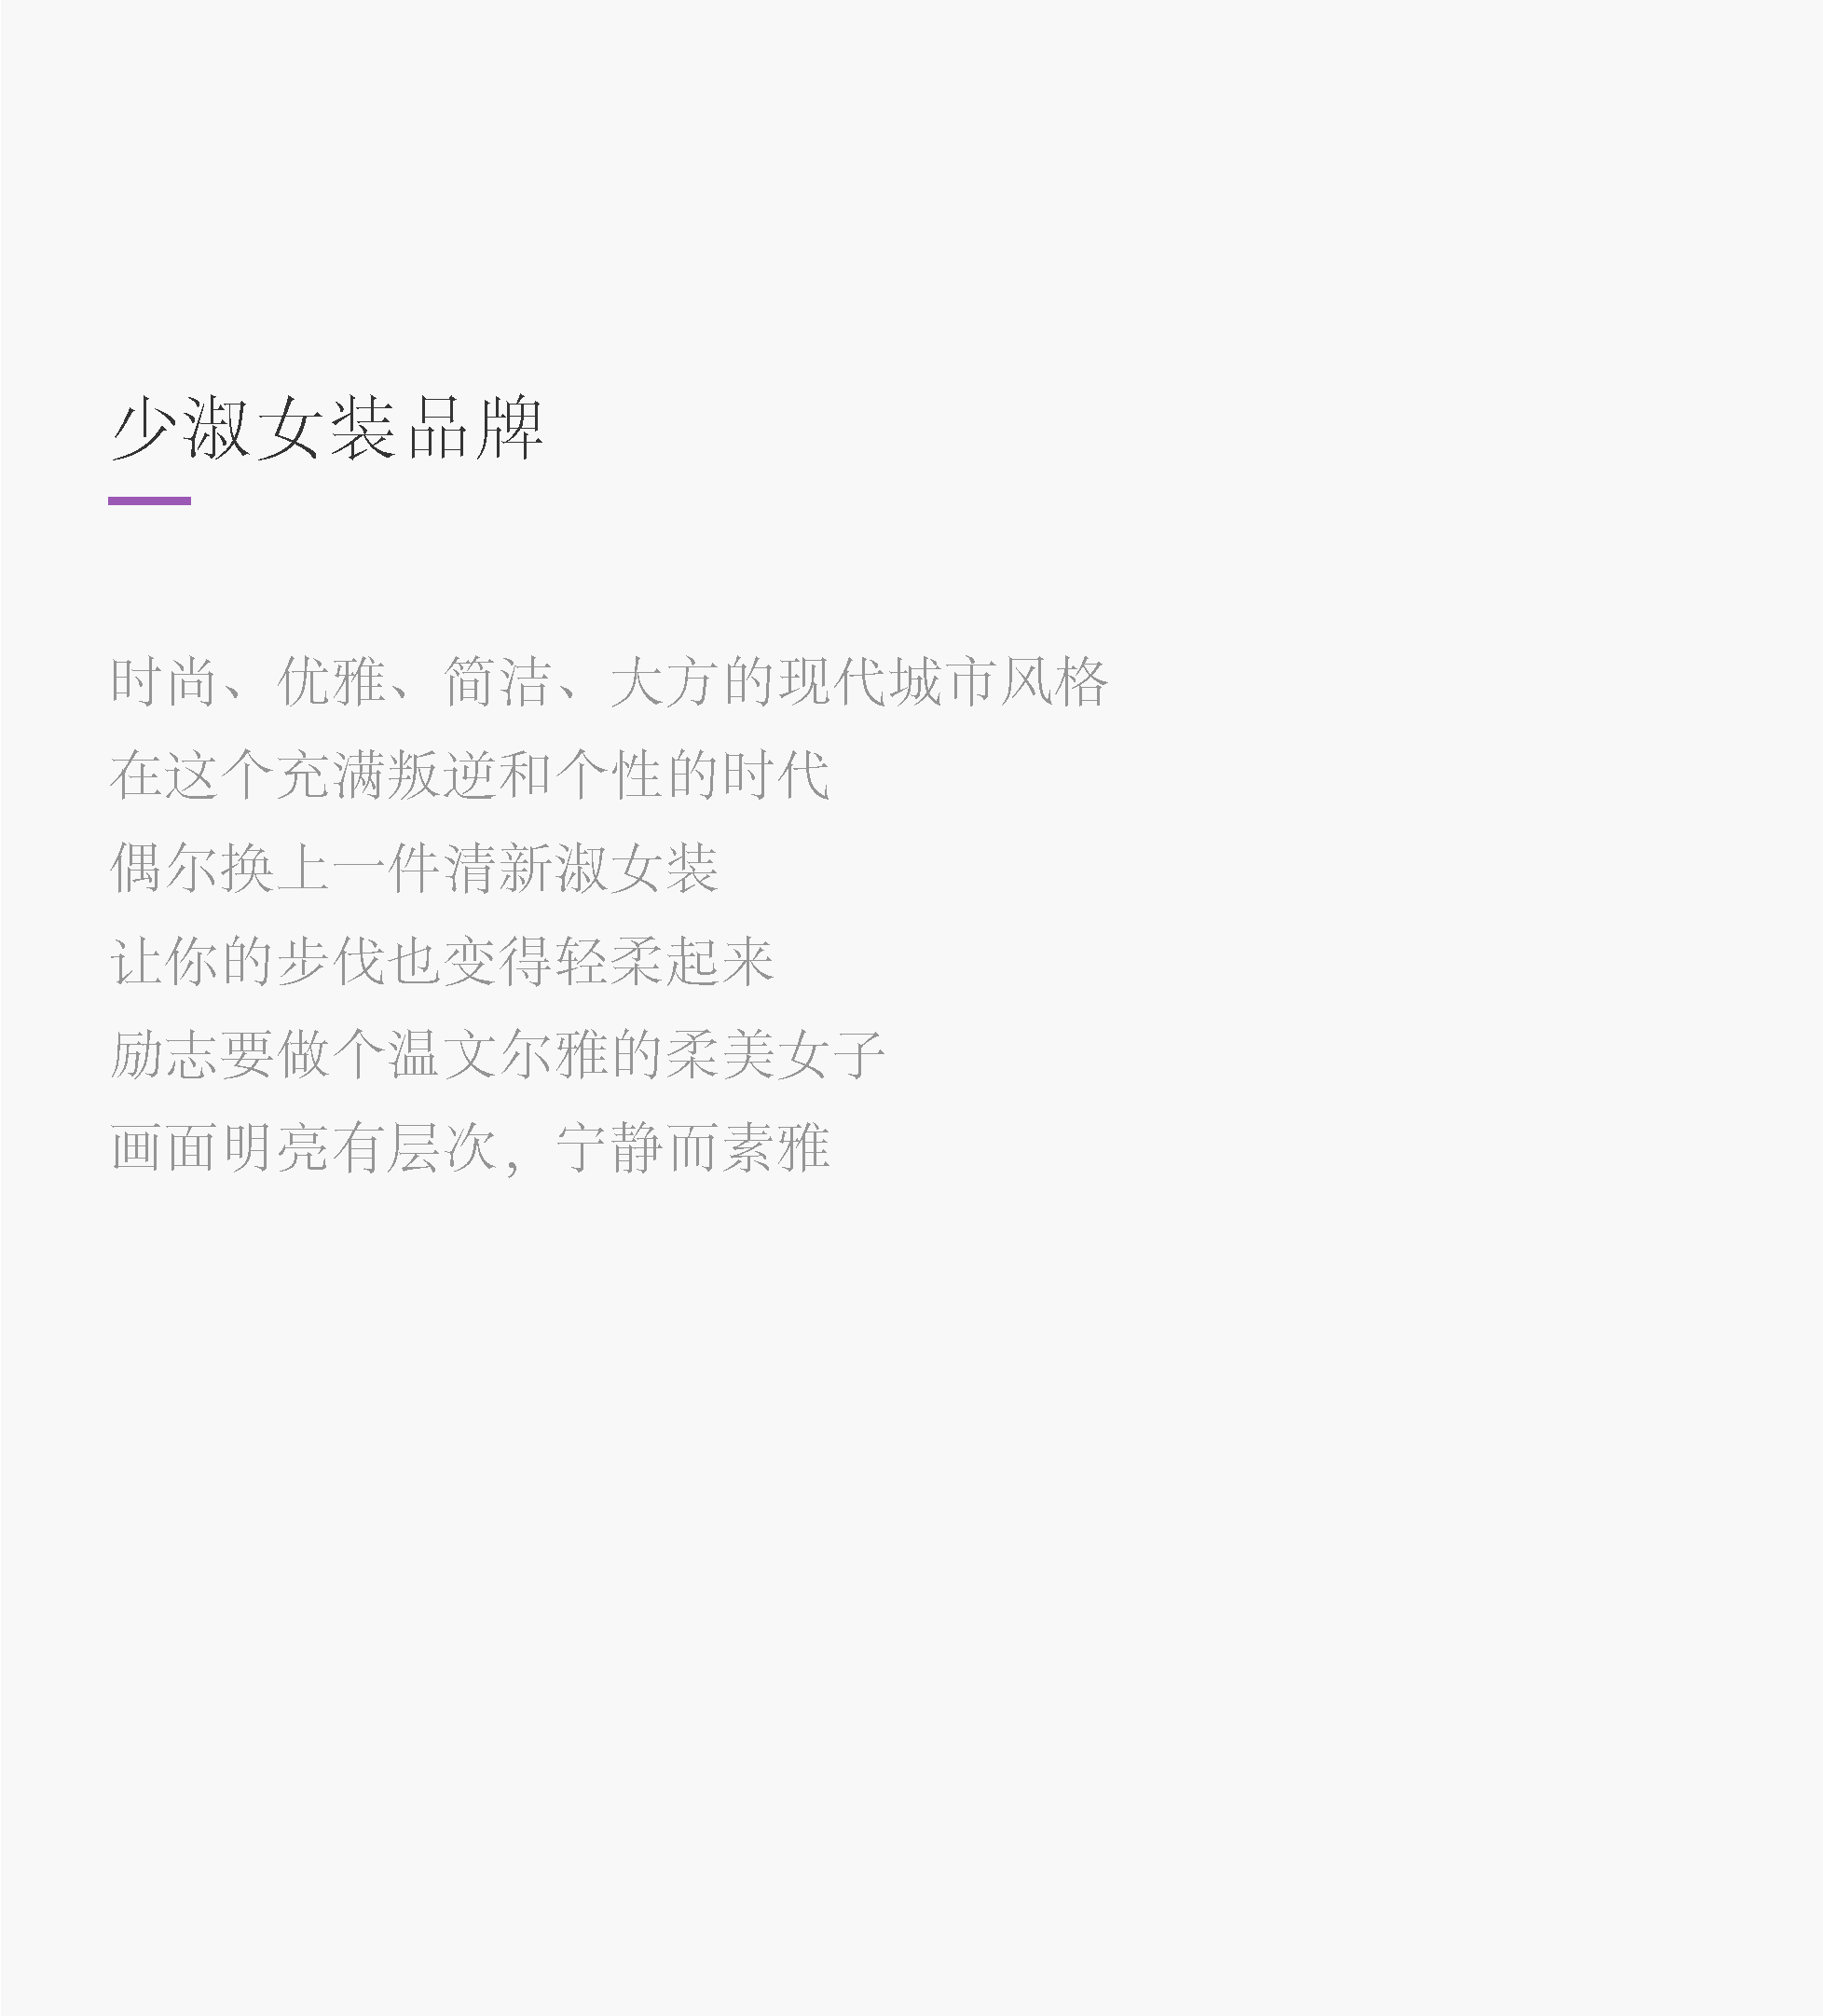 少淑女装品牌
时尚、优雅、简洁、大方的现代城市风格
在这个充满叛逆和个性的时代
偶尔换上一件清新淑女装
让你的步伐也变得轻柔起来
励志要做个温文尔雅的柔美女子
画面明亮有层次，宁静而素雅